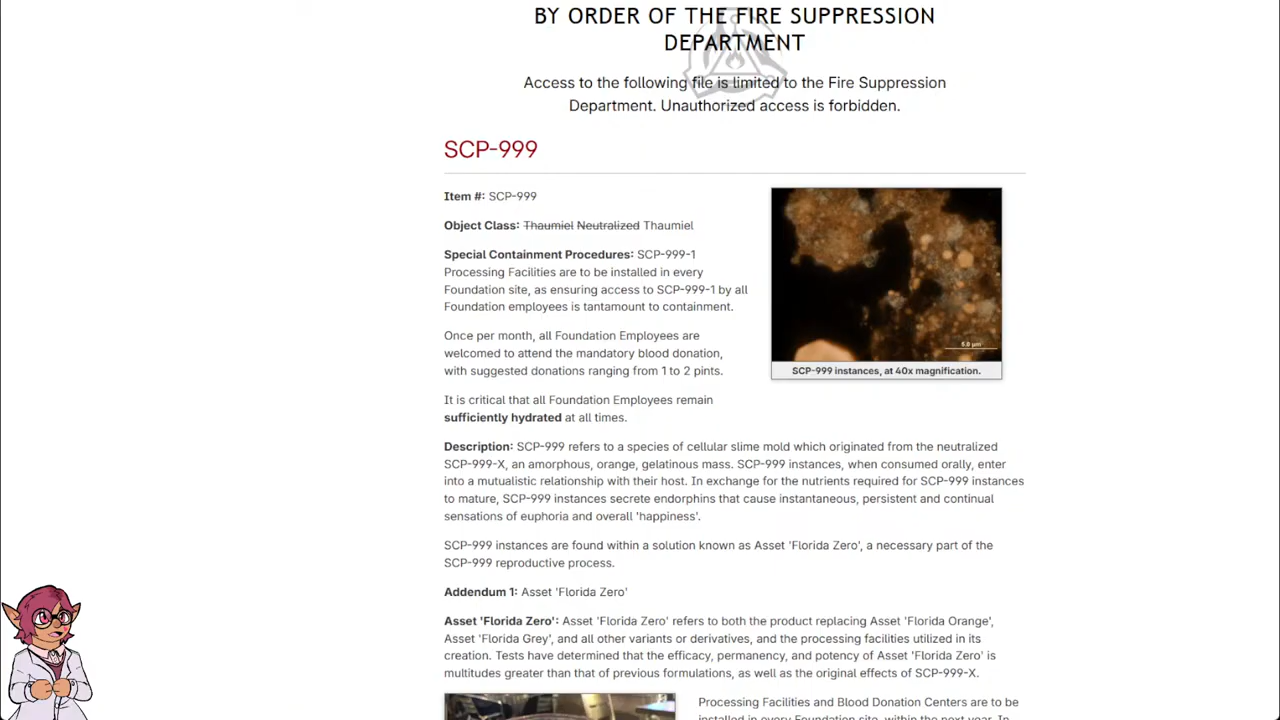 BY ORDER OF THE FIRE SUPPRESSION
DEPARTMENT
Access to the following file is limited to the Fire Suppression
Department. Unauthorized access is forbidden.
SCP-999
Item #: SCP-999
Object Class: Thaumiel Neutralized Thaumiel
Special Containment Procedures: SCP-999-1
Processing Facilities are to be installed in every
Foundation site, as ensuring access to SCP-999-1 by all
Foundation employees is tantamount to containment.
Once per month, all Foundation Employees are
welcomed to attend the mandatory blood donation,
with suggested donations ranging from 1 to 2 pints.
It is critical that all Foundation Employees remain
sufficiently hydrated at all times.
5.0 µm
SCP-999 instances, at 40x magnification.
Description: SCP-999 refers to a species of cellular slime mold which originated from the neutralized
SCP-999-X, an amorphous, orange, gelatinous mass. SCP-999 instances, when consumed orally, enter
into a mutualistic relationship with their host. In exchange for the nutrients required for SCP-999 instances
to mature, SCP-999 instances secrete endorphins that cause instantaneous, persistent and continual
sensations of euphoria and overall 'happiness'.
SCP-999 instances are found within a solution known as Asset 'Florida Zero', a necessary part of the
SCP-999 reproductive process.
Addendum 1: Asset 'Florida Zero'
Asset 'Florida Zero': Asset 'Florida Zero' refers to both the product replacing Asset 'Florida Orange',
Asset 'Florida Grey', and all other variants or derivatives, and the processing facilities utilized in its
creation. Tests have determined that the efficacy, permanency, and potency of Asset 'Florida Zero' is
multitudes greater than that of previous formulations, as well as the original effects of SCP-999-X.
Processing Facilities and Blood Donation Centers are to be
installed in every Foundation site, within the next year. In